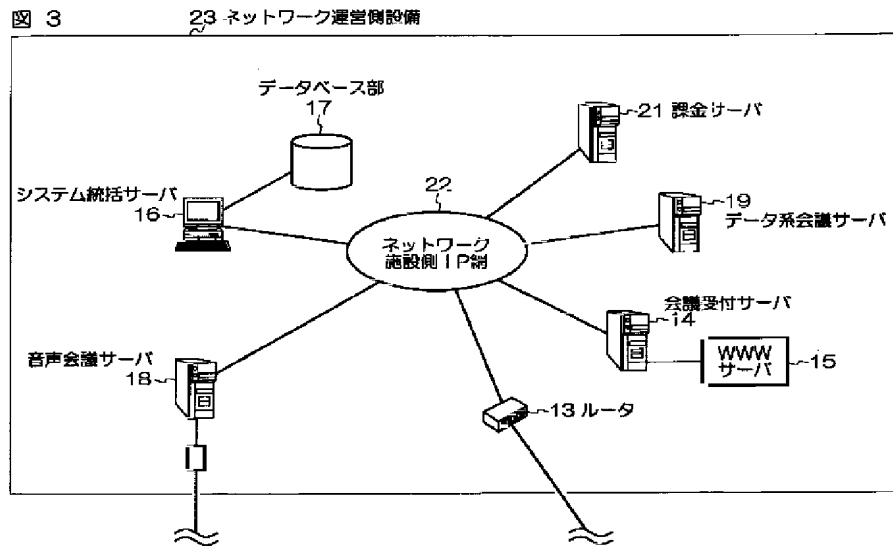 図 3
23 ネットワーク運営側設備
データベース部
17
21 課金サーバ
システム統括サーバ
16
22
19
データ系会議サーバ
ネットワーク
施設側IP網
会議受付サーバ
14
WWW
サーバ
15
音声会議サーバ
18
13 ルータ